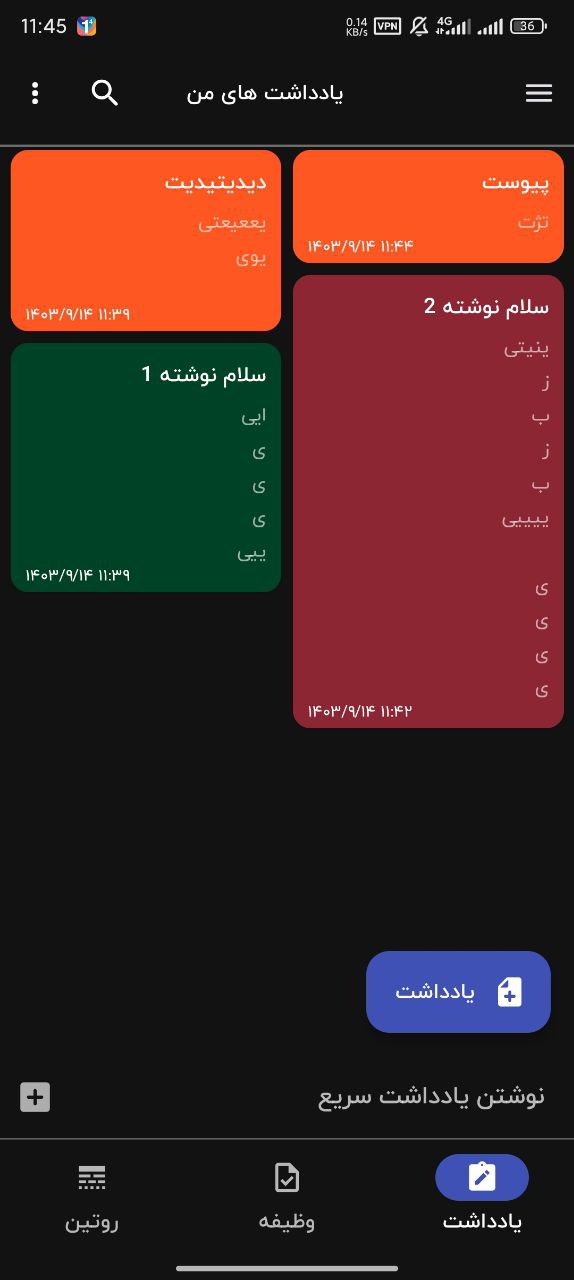 11:45
0.14 KB/s VPN 4G 36
یادداشت های من
پیوست
تژت
۱۴۰۳/۹/۱۴ ۱۱:۴۴
دیدیتیدیت
یععیعتی
یوی
۱۴۰۳/۹/۱۴ ۱۱:۳۹
سلام نوشته 2
ینیتی
ز
ب
ز
ب
ییییی
ی
ی
ی
ی
۱۴۰۳/۹/۱۴ ۱۱:۴۲
سلام نوشته 1
ایی
ی
ی
ی
ییی
۱۴۰۳/۹/۱۴ ۱۱:۳۹
یادداشت
نوشتن یادداشت سریع
یادداشت
وظیفه
روتین